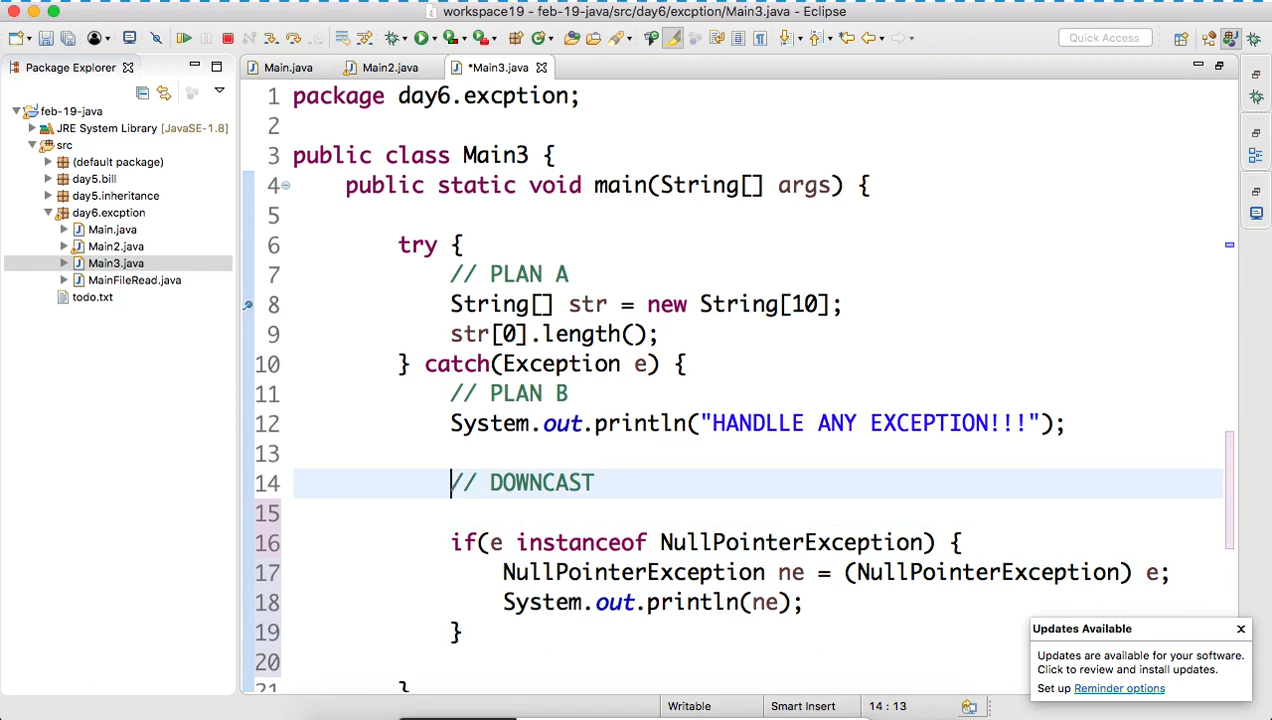 workspace19 - feb-19-java/src/day6/excption/Main3.java - Eclipse
Quick Access
Package Explorer
feb-19-java
JRE System Library [JavaSE-1.8]
src
(default package)
day5.bill
day5.inheritance
day6.excption
Main.java
Main2.java
Main3.java
MainFileRead.java
todo.txt
Main.java Main2.java *Main3.java
1 package day6.excption;
2
3 public class Main3 {
4 public static void main(String[] args) {
5
6 try {
7 // PLAN A
8 String[] str = new String[10];
9 str[0].length();
10 } catch(Exception e) {
11 // PLAN B
12 System.out.println("HANDLLE ANY EXCEPTION!!!");
13
14 // DOWNCAST
15
16 if(e instanceof NullPointerException) {
17 NullPointerException ne = (NullPointerException) e;
18 System.out.println(ne);
19 }
20
21 }
Updates Available
Updates are available for your software.
Click to review and install updates.
Set up Reminder options
Writable Smart Insert 14 : 13